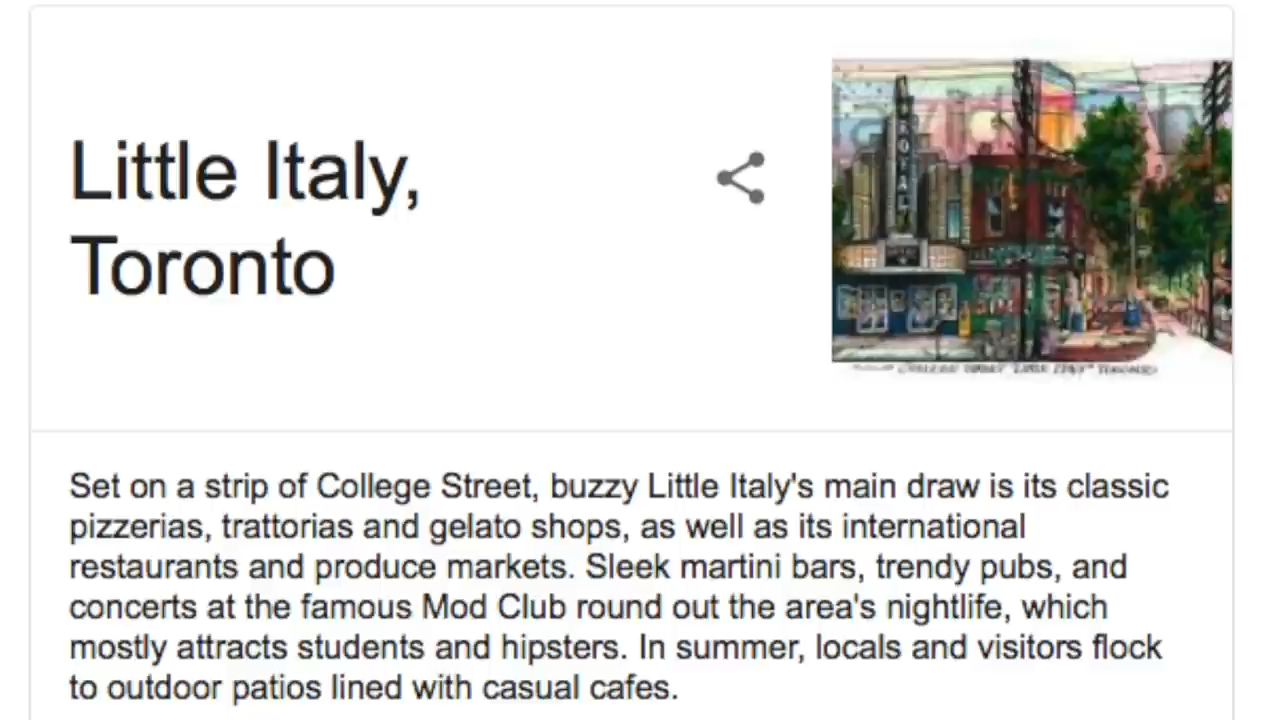 Little Italy,
Toronto
ROYAL
Set on a strip of College Street, buzzy Little Italy's main draw is its classic
pizzerias, trattorias and gelato shops, as well as its international
restaurants and produce markets. Sleek martini bars, trendy pubs, and
concerts at the famous Mod Club round out the area's nightlife, which
mostly attracts students and hipsters. In summer, locals and visitors flock
to outdoor patios lined with casual cafes.